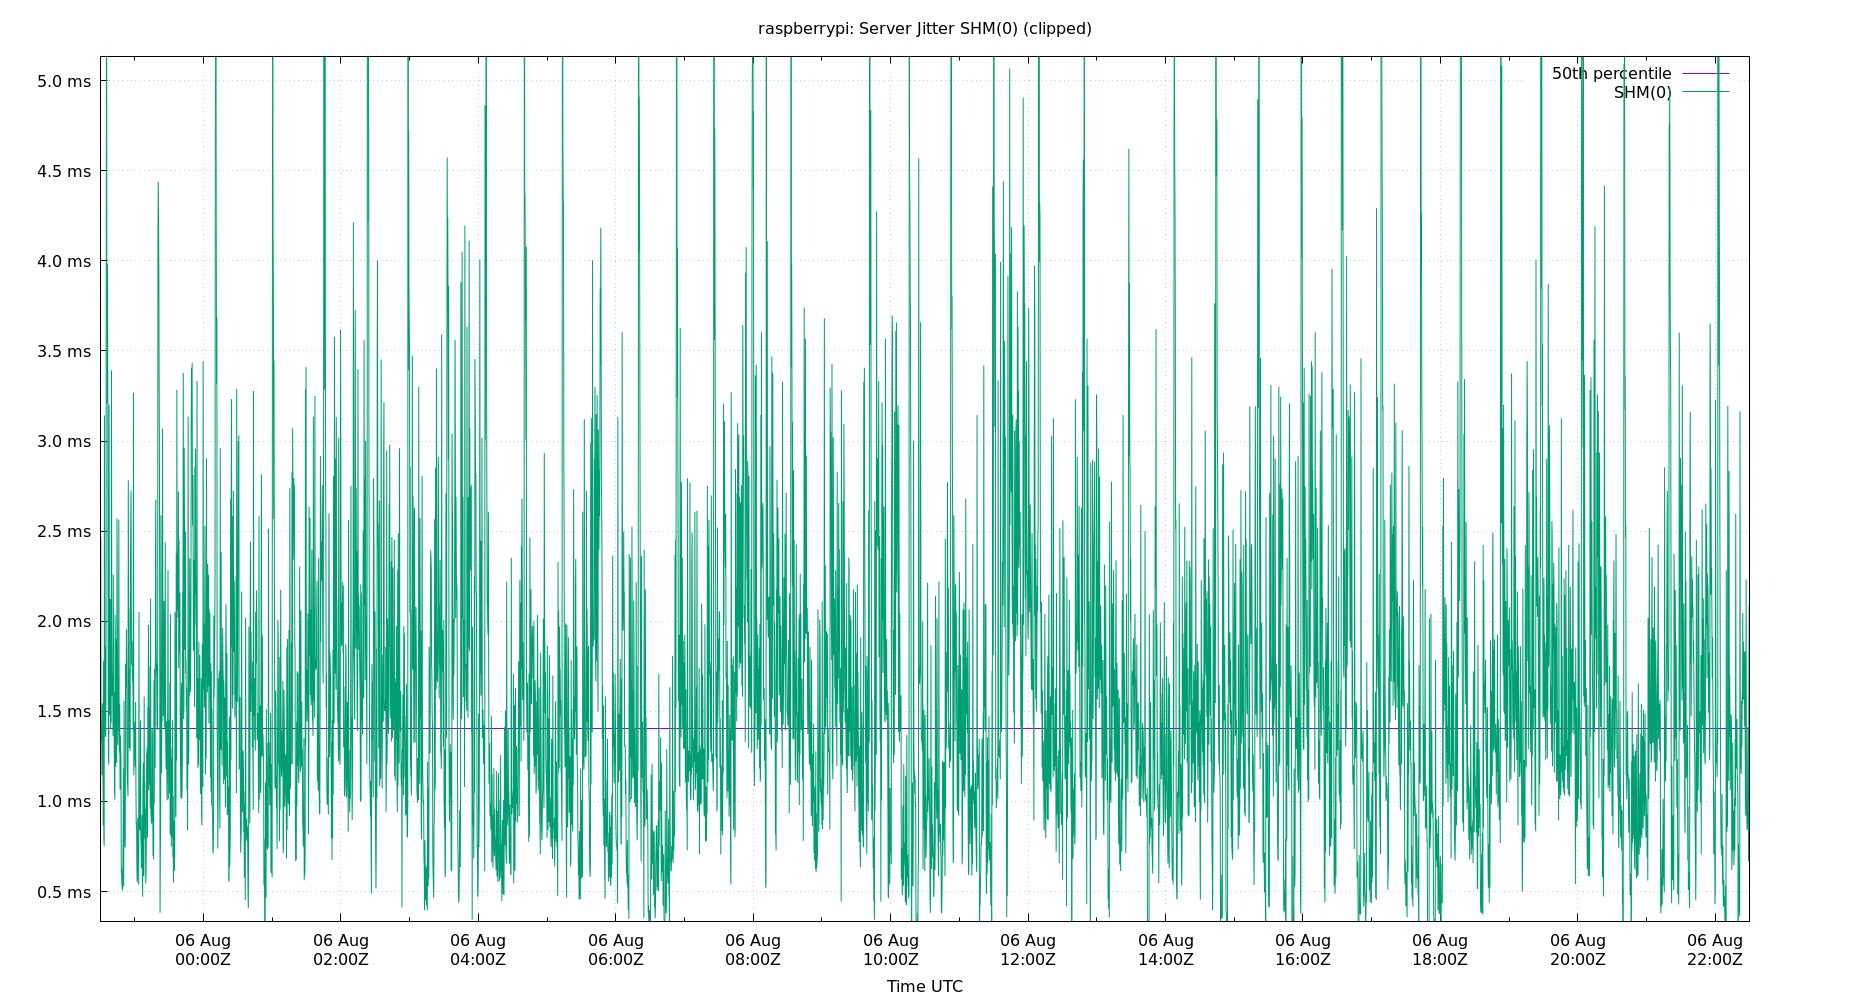 raspberrypi: Server Jitter SHM(0) (clipped)
50th percentile
SHM(0)
5.0 ms
4.5 ms
4.0 ms
3.5 ms
3.0 ms
2.5 ms
2.0 ms
1.5 ms
1.0 ms
0.5 ms
06 Aug 06 Aug 06 Aug 06 Aug 06 Aug 06 Aug 06 Aug 06 Aug 06 Aug 06 Aug 06 Aug 06 Aug
00:00Z 02:00Z 04:00Z 06:00Z 08:00Z 10:00Z 12:00Z 14:00Z 16:00Z 18:00Z 20:00Z 22:00Z
Time UTC